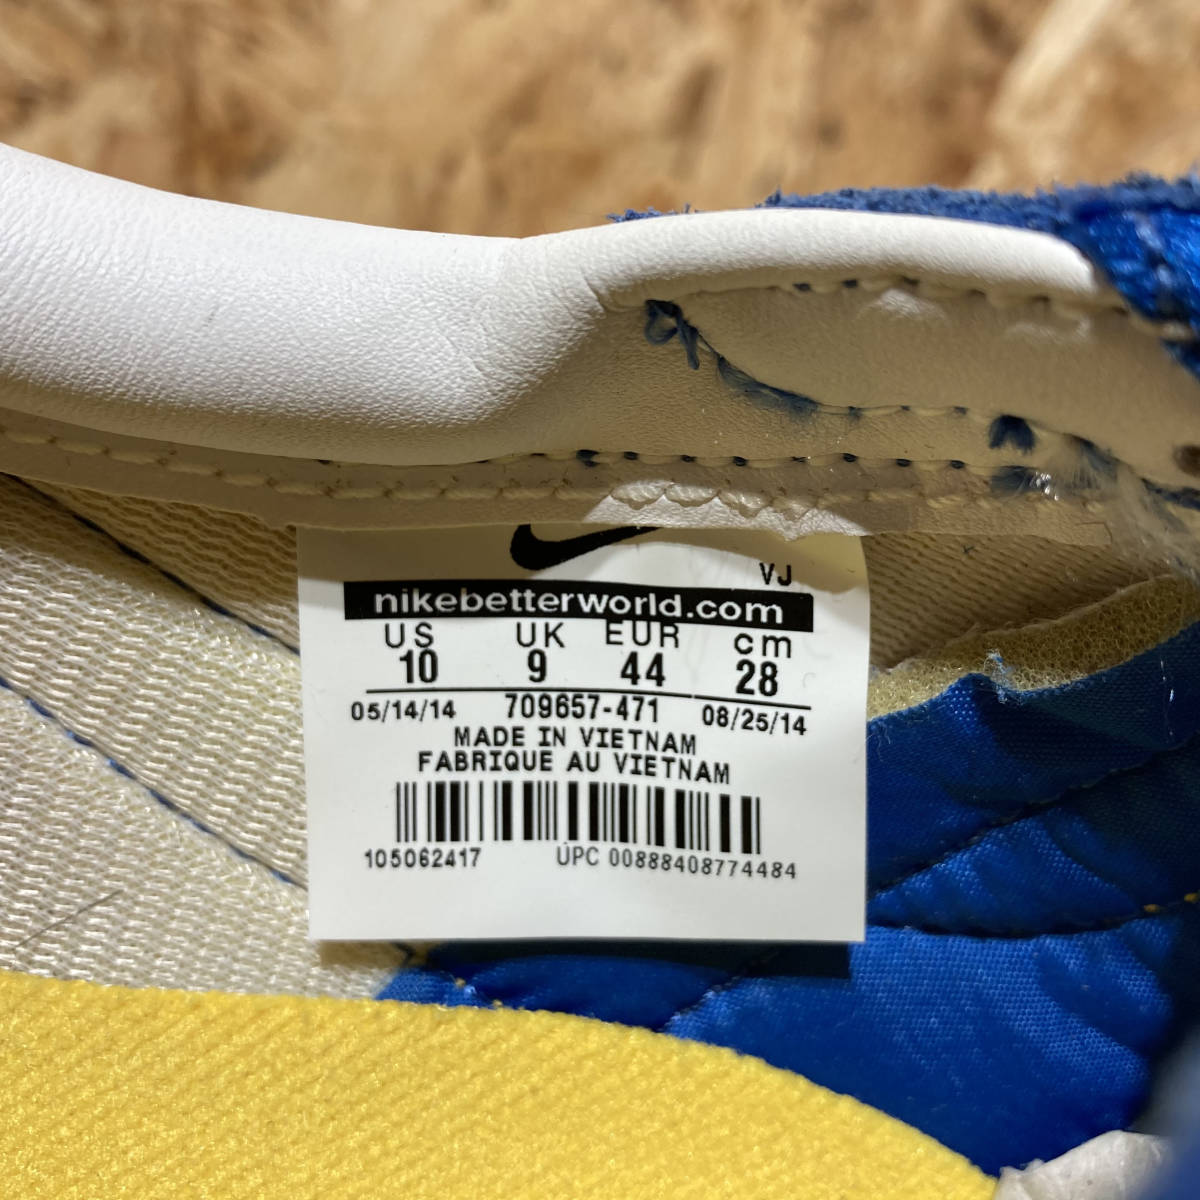 VJ
nikebetterworld.com
US UK EUR cm
10 9 44 28
05/14/14 709657-471 08/25/14
MADE IN VIETNAM
FABRIQUE AU VIETNAM
105062417 UPC 00888408774484